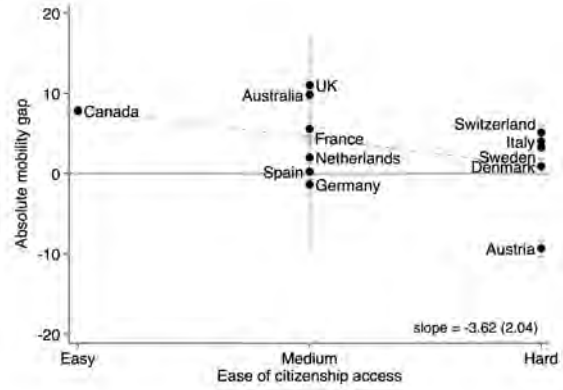 20
10
0
-10
-20
Absolute mobility gap
Canada
UK
Australia
France
Netherlands
Spain
Germany
Switzerland
Italy
Sweden
Denmark
Austria
slope = -3.62 (2.04)
Easy
Medium
Hard
Ease of citizenship access